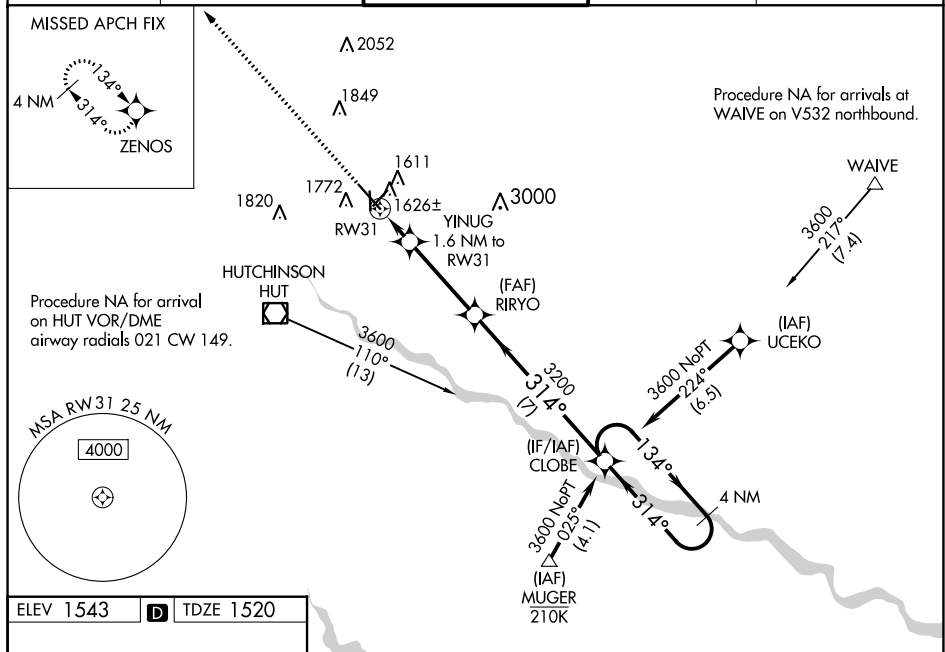 MISSED APCH FIX
134°
4 NM
314°
ZENOS
2052
1849
1611
1772
1820
1626±
3000
RW31
YINUG
1.6 NM to
RW31
Procedure NA for arrivals at
WAIVE on V532 northbound.
WAIVE
3600
217°
(7.4)
HUTCHINSON
HUT
Procedure NA for arrival
on HUT VOR/DME
airway radials 021 CW 149.
3600
110°
(13)
(FAF)
RIRYO
(IAF)
UCEKO
3600 NoPT
224°
(6.5)
3200
314°
(7)
MSA RW31 25 NM
4000
(IF/IAF)
CLOBE
134°
314°
4 NM
3600 NoPT
025°
(4.1)
(IAF)
MUGER
210K
ELEV 1543 D TDZE 1520